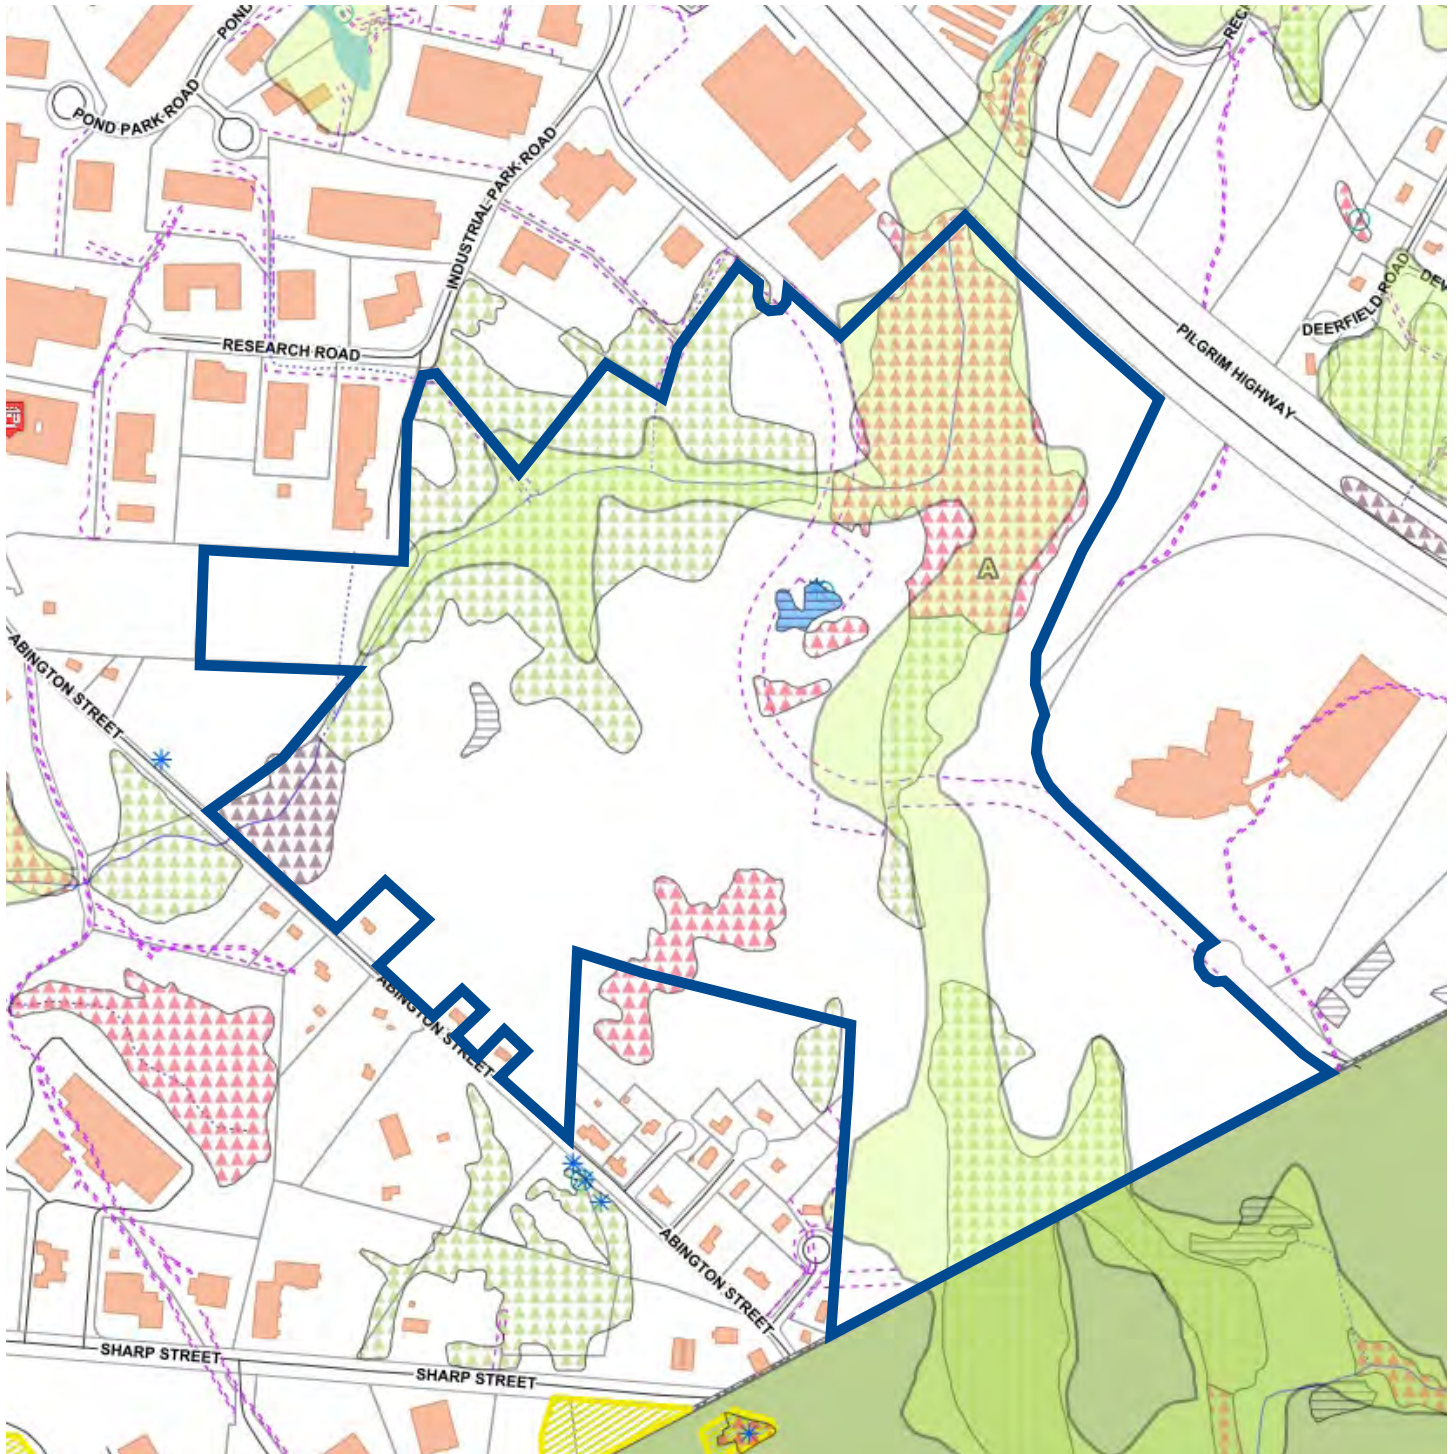 POND
POND PARK ROAD
INDUSTRIAL PARK ROAD
RESEARCH ROAD
PILGRIM HIGHWAY
DEERFIELD ROAD
A
ABINGTON STREET
ABINGTON STREET
ABINGTON STREET
SHARP STREET
SHARP STREET